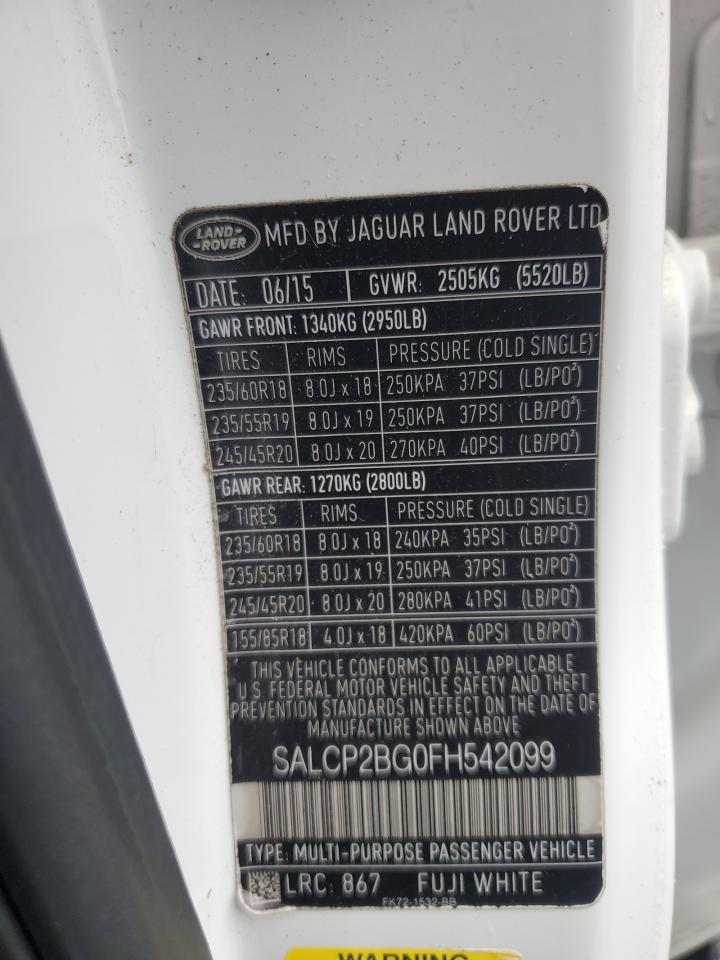 LAND-
-ROVER MFD BY JAGUAR LAND ROVER LTD
DATE: 06/15 GVWR: 2505KG (5520LB)
GAWR FRONT: 1340KG (2950LB)
TIRES RIMS PRESSURE (COLD SINGLE)
235/60R18 8.0J x 18 250KPA 37PSI (LB/PO²)
235/55R19 8.0J x 19 250KPA 37PSI (LB/PO²)
245/45R20 8.0J x 20 270KPA 40PSI (LB/PO²)
GAWR REAR: 1270KG (2800LB)
TIRES RIMS PRESSURE (COLD SINGLE)
235/60R18 8.0J x 18 240KPA 35PSI (LB/PO²)
235/55R19 8.0J x 19 250KPA 37PSI (LB/PO²)
245/45R20 8.0J x 20 280KPA 41PSI (LB/PO²)
155/85R18 4.0J x 18 420KPA 60PSI (LB/PO²)
THIS VEHICLE CONFORMS TO ALL APPLICABLE
U.S. FEDERAL MOTOR VEHICLE SAFETY AND THEFT
PREVENTION STANDARDS IN EFFECT ON THE DATE OF
MANUFACTURE SHOWN ABOVE
SALCP2BG0FH542099
TYPE: MULTI-PURPOSE PASSENGER VEHICLE
LRC: 867 FUJI WHITE
FK72-1532-BB